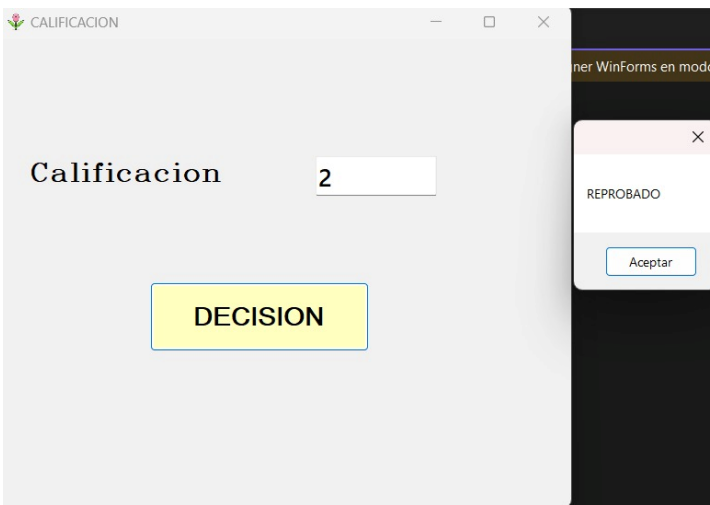 CALIFICACION
ner WinForms en modo
Calificacion
2
REPROBADO
Aceptar
DECISION